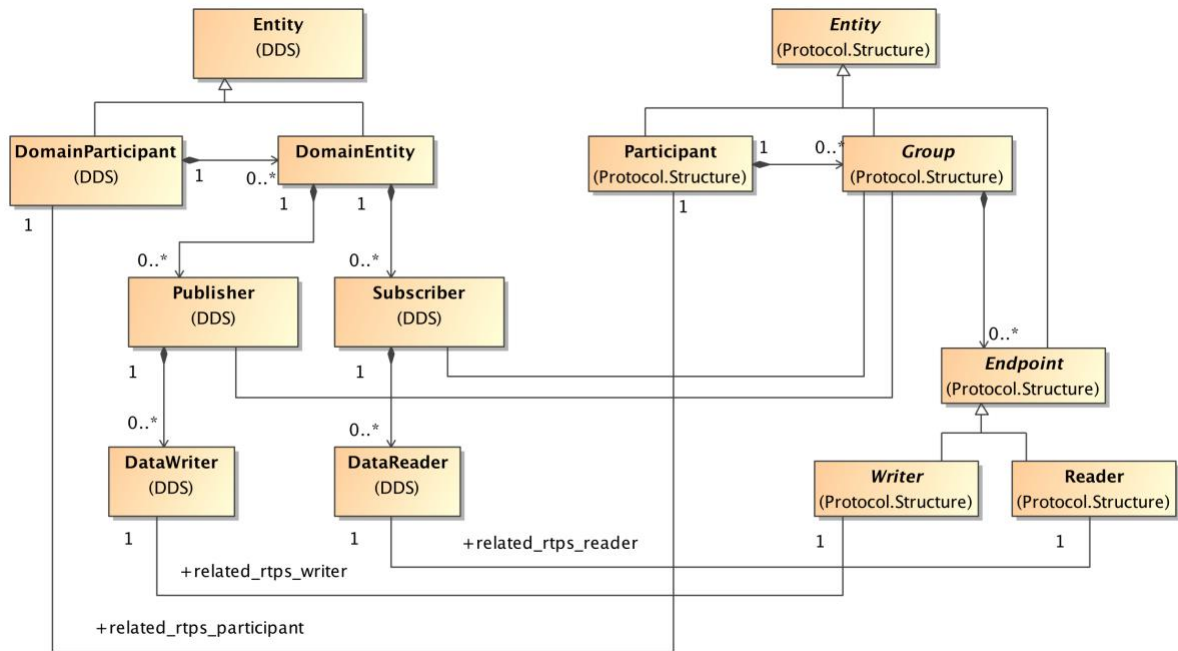 Entity
(DDS)
Entity
(Protocol.Structure)
DomainParticipant
(DDS)
1
0..*
DomainEntity
Participant
(Protocol.Structure)
1
0..*
Group
(Protocol.Structure)
1
1
1
1
0..*
0..*
Publisher
(DDS)
Subscriber
(DDS)
0..*
1
1
Endpoint
(Protocol.Structure)
0..*
0..*
DataWriter
(DDS)
DataReader
(DDS)
Writer
(Protocol.Structure)
Reader
(Protocol.Structure)
1
1
+related_rtps_reader
1
1
+related_rtps_writer
+related_rtps_participant